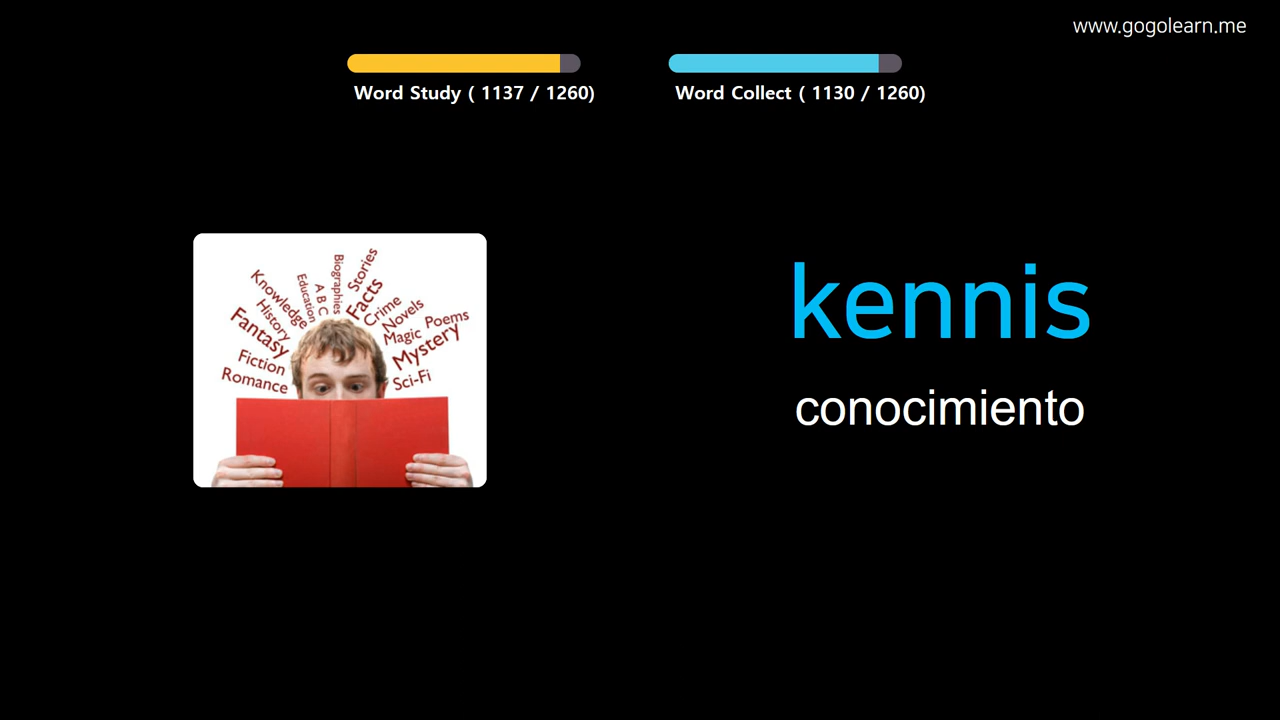 www.gogolearn.me
Word Study ( 1137 / 1260)
Word Collect ( 1130 / 1260)
Knowledge
History
Fantasy
Fiction
Romance
Education
A B C
Biographies
Stories
Facts
Crime
Novels
Magic
Poems
Mystery
Sci-Fi
kennis
conocimiento